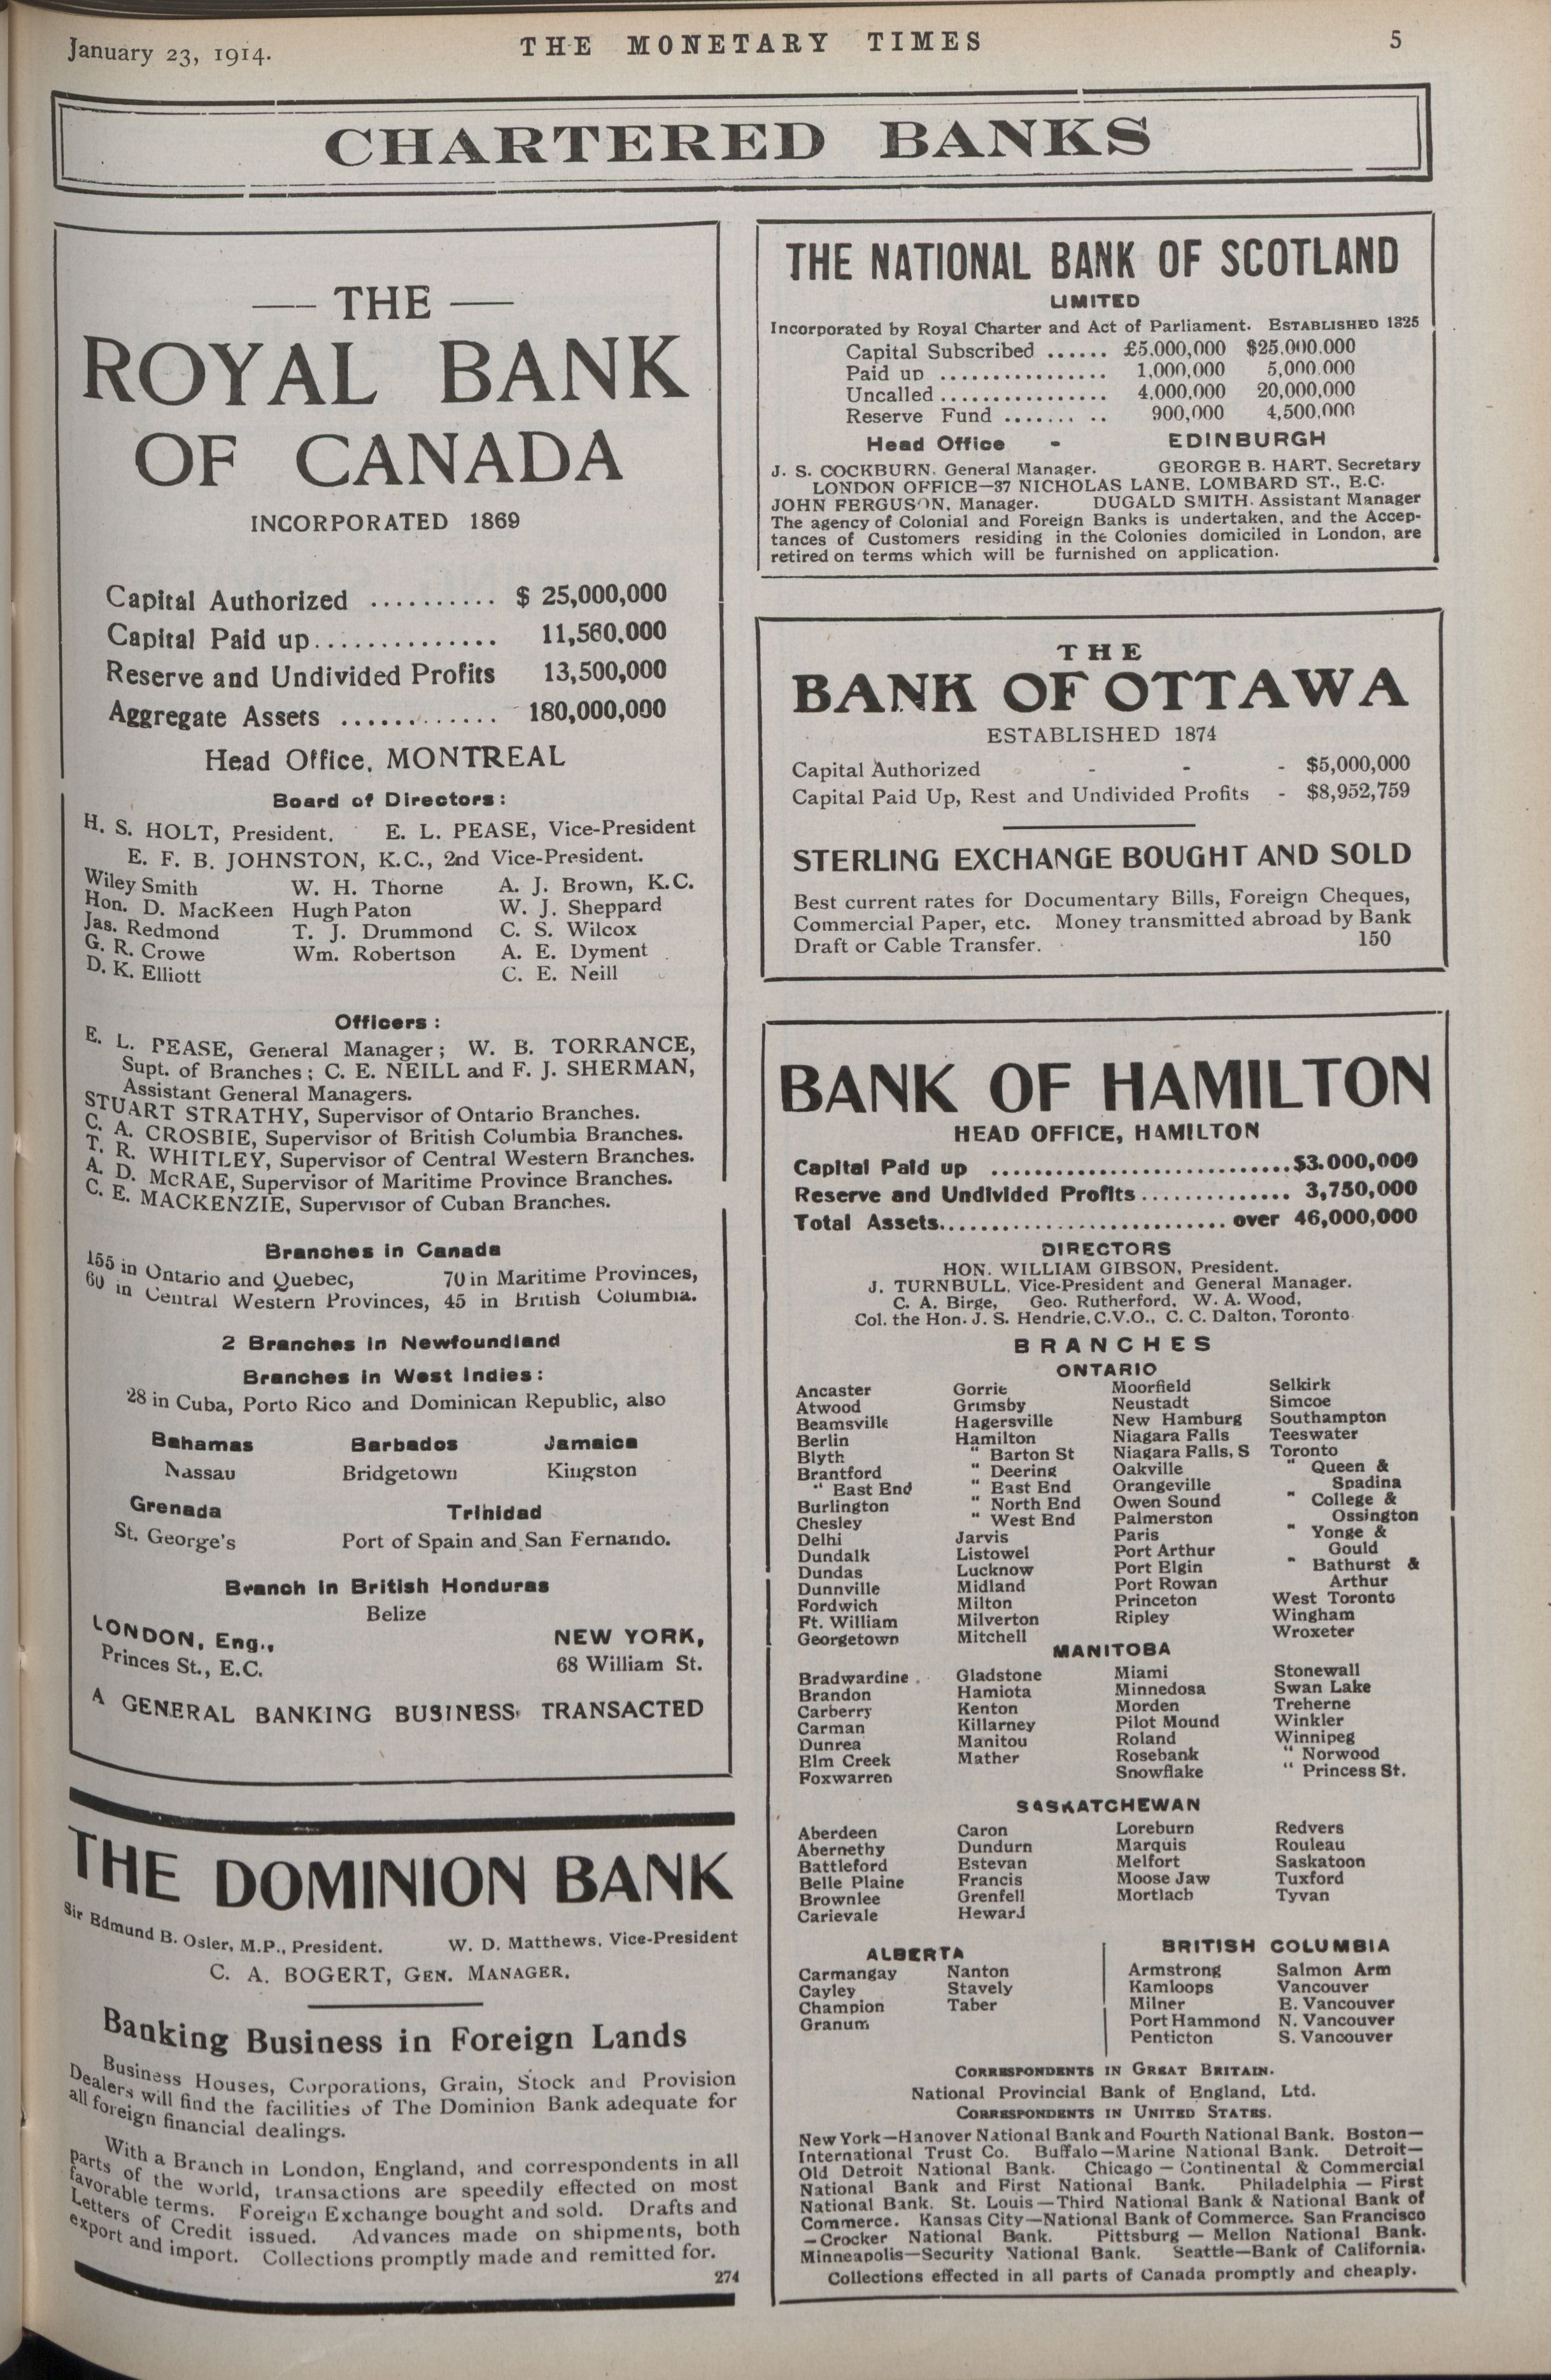 January 23, 1914.
THE MONETARY TIMES
5
CHARTERED BANKS
— THE —
ROYAL BANK
OF CANADA
INCORPORATED 1869
Capital Authorized .......... $ 25,000,000
Capital Paid up.............. 11,560,000
Reserve and Undivided Profits 13,500,000
Aggregate Assets ............ 180,000,000
Head Office, MONTREAL
Board of Directors:
H. S. HOLT, President. E. L. PEASE, Vice-President
E. F. B. JOHNSTON, K.C., 2nd Vice-President.
Wiley Smith W. H. Thorne A. J. Brown, K.C.
Hon. D. MacKeen Hugh Paton W. J. Sheppard
Jas. Redmond T. J. Drummond C. S. Wilcox
G. R. Crowe Wm. Robertson A. E. Dyment
D. K. Elliott C. E. Neill
Officers:
E. L. PEASE, General Manager; W. B. TORRANCE,
Supt. of Branches; C. E. NEILL and F. J. SHERMAN,
Assistant General Managers.
STUART STRATHY, Supervisor of Ontario Branches.
C. A. CROSBIE, Supervisor of British Columbia Branches.
T. R. WHITLEY, Supervisor of Central Western Branches.
A. D. McRAE, Supervisor of Maritime Province Branches.
C. E. MACKENZIE, Supervisor of Cuban Branches.
Branches in Canada
155 in Ontario and Quebec, 70 in Maritime Provinces,
60 in Central Western Provinces, 45 in British Columbia.
2 Branches in Newfoundland
Branches in West Indies:
28 in Cuba, Porto Rico and Dominican Republic, also
Bahamas Barbados Jamaica
Nassau Bridgetown Kingston
Grenada Trinidad
St. George's Port of Spain and San Fernando.
Branch in British Honduras
Belize
LONDON, Eng., NEW YORK,
Princes St., E.C. 68 William St.
A GENERAL BANKING BUSINESS TRANSACTED
THE DOMINION BANK
Sir Edmund B. Osler, M.P., President. W. D. Matthews, Vice-President
C. A. BOGERT, GEN. MANAGER.
Banking Business in Foreign Lands
Business Houses, Corporations, Grain, Stock and Provision
Dealers will find the facilities of The Dominion Bank adequate for
all foreign financial dealings.
With a Branch in London, England, and correspondents in all
parts of the world, transactions are speedily effected on most
favorable terms. Foreign Exchange bought and sold. Drafts and
Letters of Credit issued. Advances made on shipments, both
export and import. Collections promptly made and remitted for.
274
THE NATIONAL BANK OF SCOTLAND
LIMITED
Incorporated by Royal Charter and Act of Parliament. ESTABLISHED 1825
Capital Subscribed ...... £5,000,000 $25,000,000
Paid up ................ 1,000,000 5,000,000
Uncalled ................ 4,000,000 20,000,000
Reserve Fund ....... .. 900,000 4,500,000
Head Office - EDINBURGH
J. S. COCKBURN, General Manager. GEORGE B. HART, Secretary
LONDON OFFICE—37 NICHOLAS LANE, LOMBARD ST., E.C.
JOHN FERGUSON, Manager. DUGALD SMITH, Assistant Manager
The agency of Colonial and Foreign Banks is undertaken, and the Accep-
tances of Customers residing in the Colonies domiciled in London, are
retired on terms which will be furnished on application.
THE
BANK OF OTTAWA
ESTABLISHED 1874
Capital Authorized - - - $5,000,000
Capital Paid Up, Rest and Undivided Profits - $8,952,759
STERLING EXCHANGE BOUGHT AND SOLD
Best current rates for Documentary Bills, Foreign Cheques,
Commercial Paper, etc. Money transmitted abroad by Bank
Draft or Cable Transfer. 150
BANK OF HAMILTON
HEAD OFFICE, HAMILTON
Capital Paid up ............................$3,000,000
Reserve and Undivided Profits.............. 3,750,000
Total Assets........................... over 46,000,000
DIRECTORS
HON. WILLIAM GIBSON, President.
J. TURNBULL, Vice-President and General Manager.
C. A. Birge, Geo. Rutherford, W. A. Wood,
Col. the Hon. J. S. Hendrie, C.V.O., C. C. Dalton, Toronto.
BRANCHES
ONTARIO
Ancaster Gorrie Moorfield Selkirk
Atwood Grimsby Neustadt Simcoe
Beamsville Hagersville New Hamburg Southampton
Berlin Hamilton Niagara Falls Teeswater
Blyth " Barton St Niagara Falls, S Toronto
Brantford " Deering Oakville " Queen &
" East End " East End Orangeville Spadina
Burlington " North End Owen Sound " College &
Chesley " West End Palmerston Ossington
Delhi Jarvis Paris " Yonge &
Dundalk Listowel Port Arthur Gould
Dundas Lucknow Port Elgin " Bathurst &
Dunnville Midland Port Rowan Arthur
Fordwich Milton Princeton West Toronto
Ft. William Milverton Ripley Wingham
Georgetown Mitchell Wroxeter
MANITOBA
Bradwardine Gladstone Miami Stonewall
Brandon Hamiota Minnedosa Swan Lake
Carberry Kenton Morden Treherne
Carman Killarney Pilot Mound Winkler
Dunrea Manitou Roland Winnipeg
Elm Creek Mather Rosebank " Norwood
Foxwarren Snowflake " Princess St.
SASKATCHEWAN
Aberdeen Caron Loreburn Redvers
Abernethy Dundurn Marquis Rouleau
Battleford Estevan Melfort Saskatoon
Belle Plaine Francis Moose Jaw Tuxford
Brownlee Grenfell Mortlach Tyvan
Carievale Heward
ALBERTA
Carmangay Nanton
Cayley Stavely
Champion Taber
Granum
BRITISH COLUMBIA
Armstrong Salmon Arm
Kamloops Vancouver
Milner E. Vancouver
Port Hammond N. Vancouver
Penticton S. Vancouver
CORRESPONDENTS IN GREAT BRITAIN.
National Provincial Bank of England, Ltd.
CORRESPONDENTS IN UNITED STATES.
New York—Hanover National Bank and Fourth National Bank. Boston—
International Trust Co. Buffalo—Marine National Bank. Detroit—
Old Detroit National Bank. Chicago — Continental & Commercial
National Bank and First National Bank. Philadelphia — First
National Bank. St. Louis—Third National Bank & National Bank of
Commerce. Kansas City—National Bank of Commerce. San Francisco
—Crocker National Bank. Pittsburg — Mellon National Bank.
Minneapolis—Security National Bank. Seattle—Bank of California.
Collections effected in all parts of Canada promptly and cheaply.